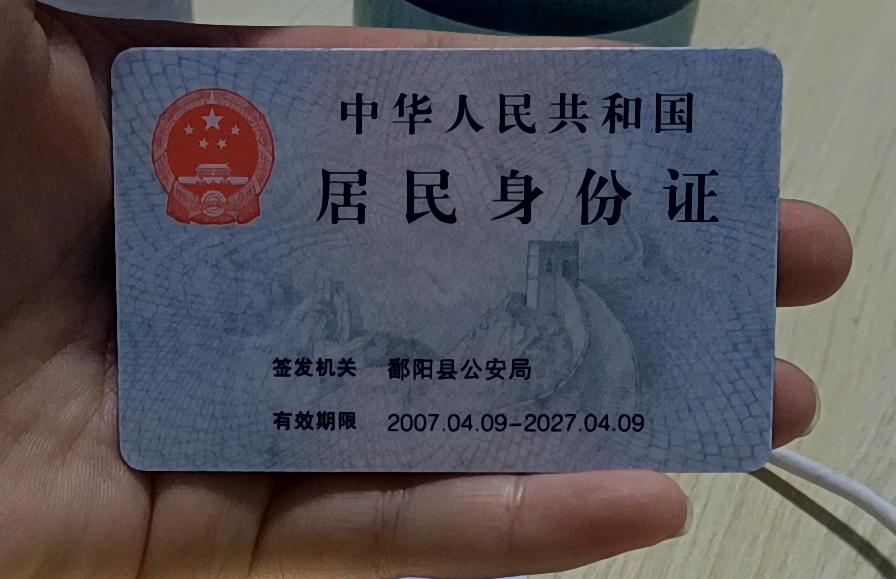 中华人民共和国
居民身份证
签发机关 鄱阳县公安局
有效期限 2007.04.09-2027.04.09